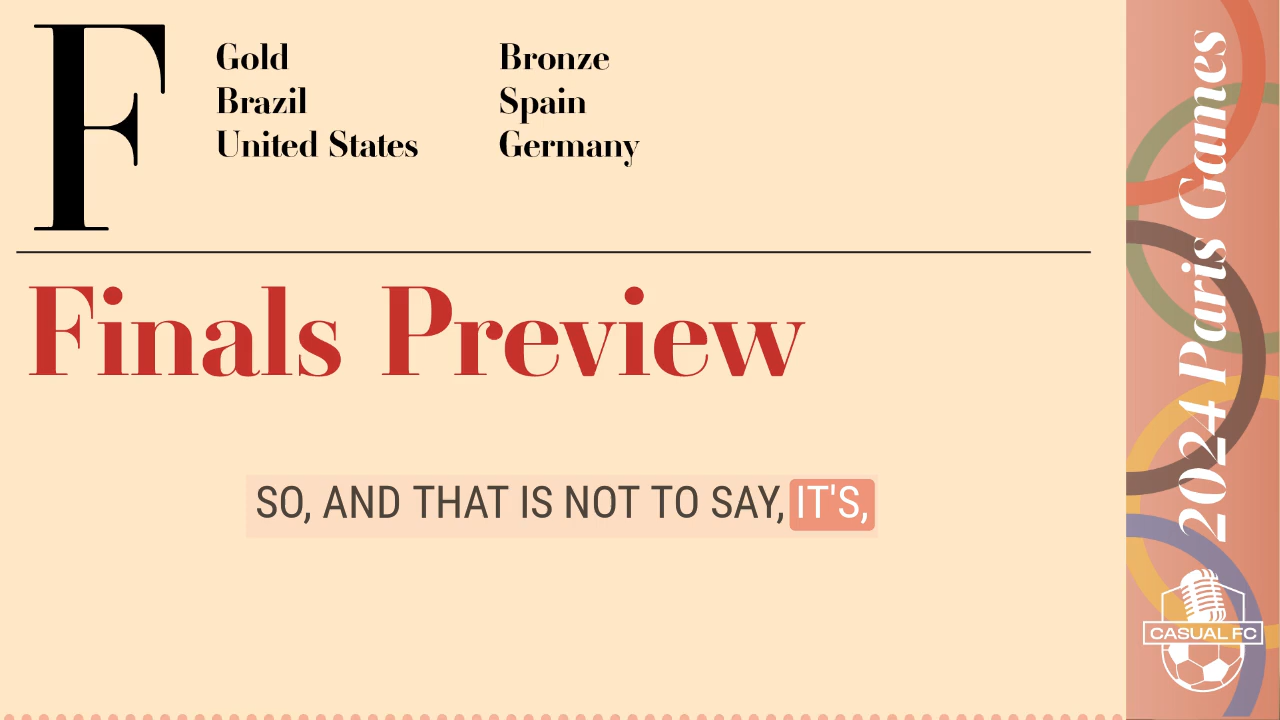 F
Gold
Brazil
United States
Bronze
Spain
Germany
Finals Preview
SO, AND THAT IS NOT TO SAY, IT'S,
2024 Paris Games
CASUAL FC